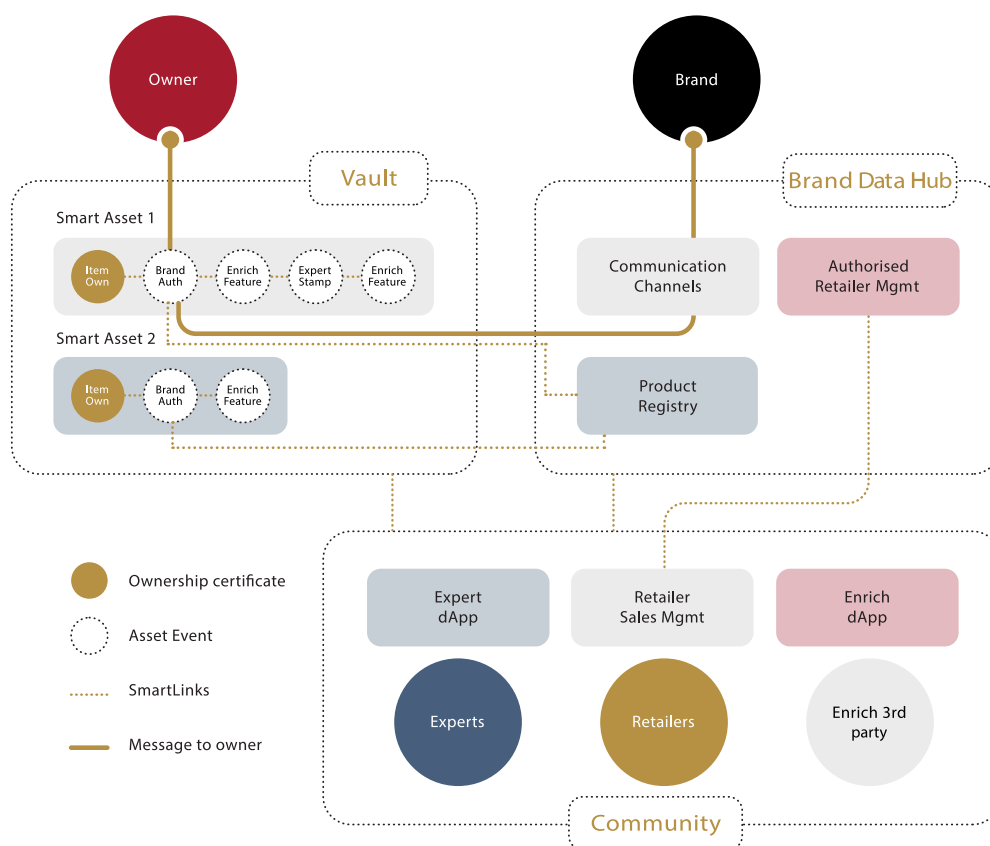 Owner
Brand
Vault
Brand Data Hub
Smart Asset 1
Item
Own
Brand
Auth
Enrich
Feature
Expert
Stamp
Enrich
Feature
Communication
Channels
Authorised
Retailer Mgmt
Smart Asset 2
Item
Own
Brand
Auth
Enrich
Feature
Product
Registry
Ownership certificate
Asset Event
SmartLinks
Message to owner
Expert
dApp
Retailer
Sales Mgmt
Enrich
dApp
Experts
Retailers
Enrich 3rd
party
Community